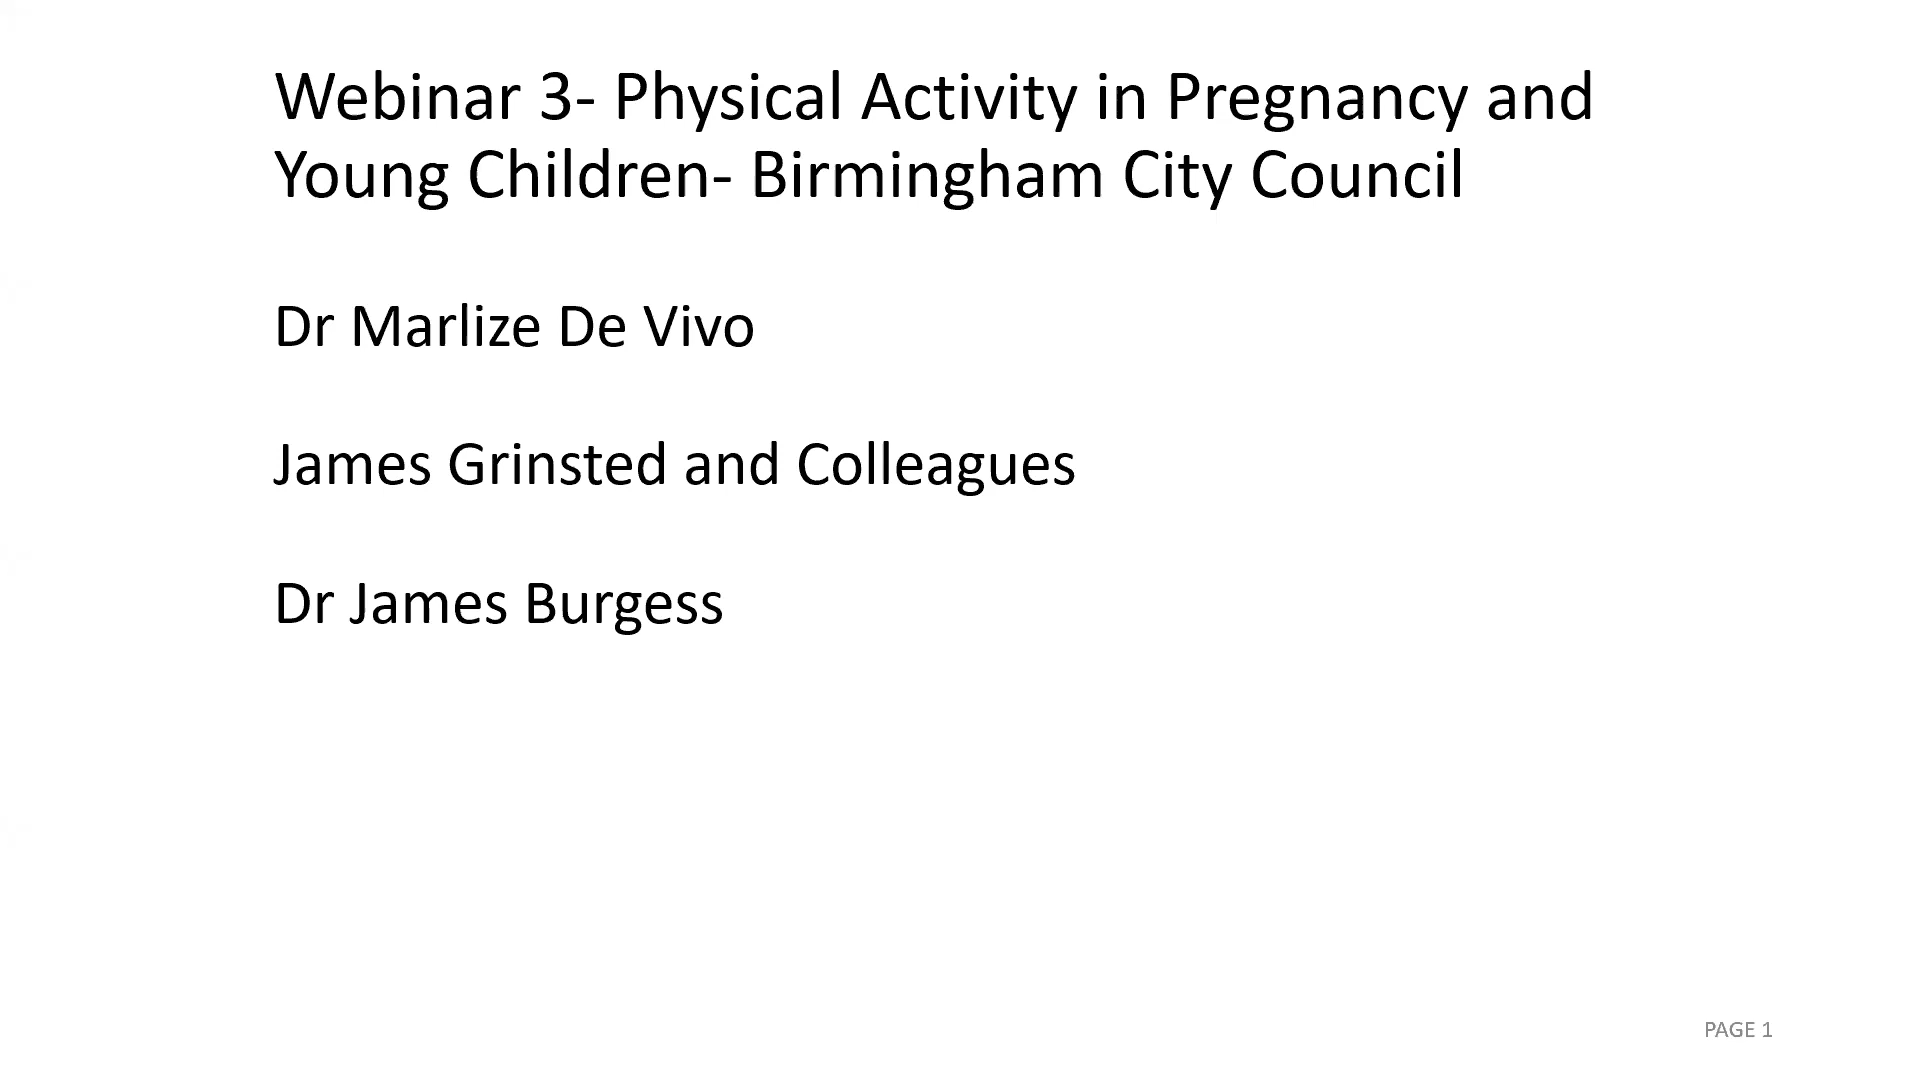 Webinar 3- Physical Activity in Pregnancy and
Young Children- Birmingham City Council
Dr Marlize De Vivo
James Grinsted and Colleagues
Dr James Burgess
PAGE 1